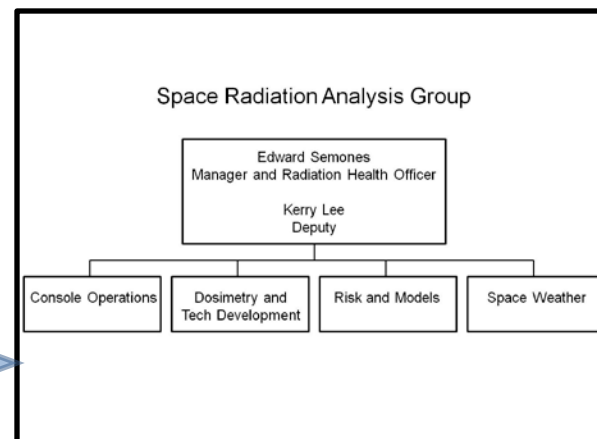 Space Radiation Analysis Group
Edward Semones
Manager and Radiation Health Officer
Kerry Lee
Deputy
Console Operations
Dosimetry and
Tech Development
Risk and Models
Space Weather